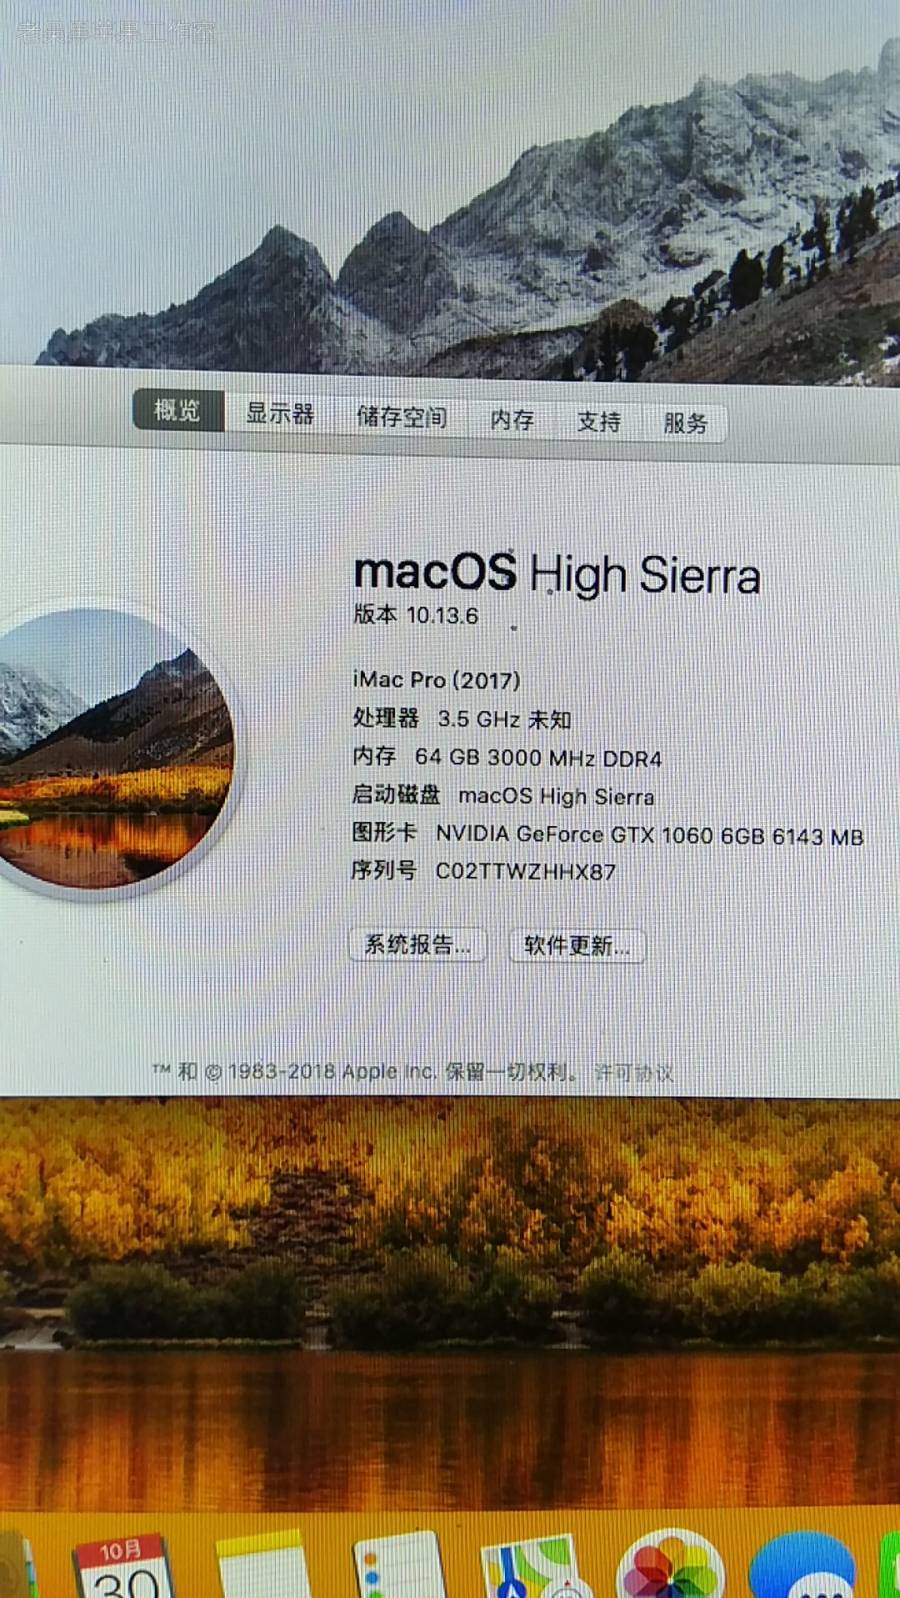 概览 显示器 储存空间 内存 支持 服务
macOS High Sierra
版本 10.13.6
iMac Pro (2017)
处理器 3.5 GHz 未知
内存 64 GB 3000 MHz DDR4
启动磁盘 macOS High Sierra
图形卡 NVIDIA GeForce GTX 1060 6GB 6143 MB
序列号 C02TTWZHHX87
系统报告... 软件更新...
™ 和 © 1983-2018 Apple Inc. 保留一切权利。 许可协议
10月
30